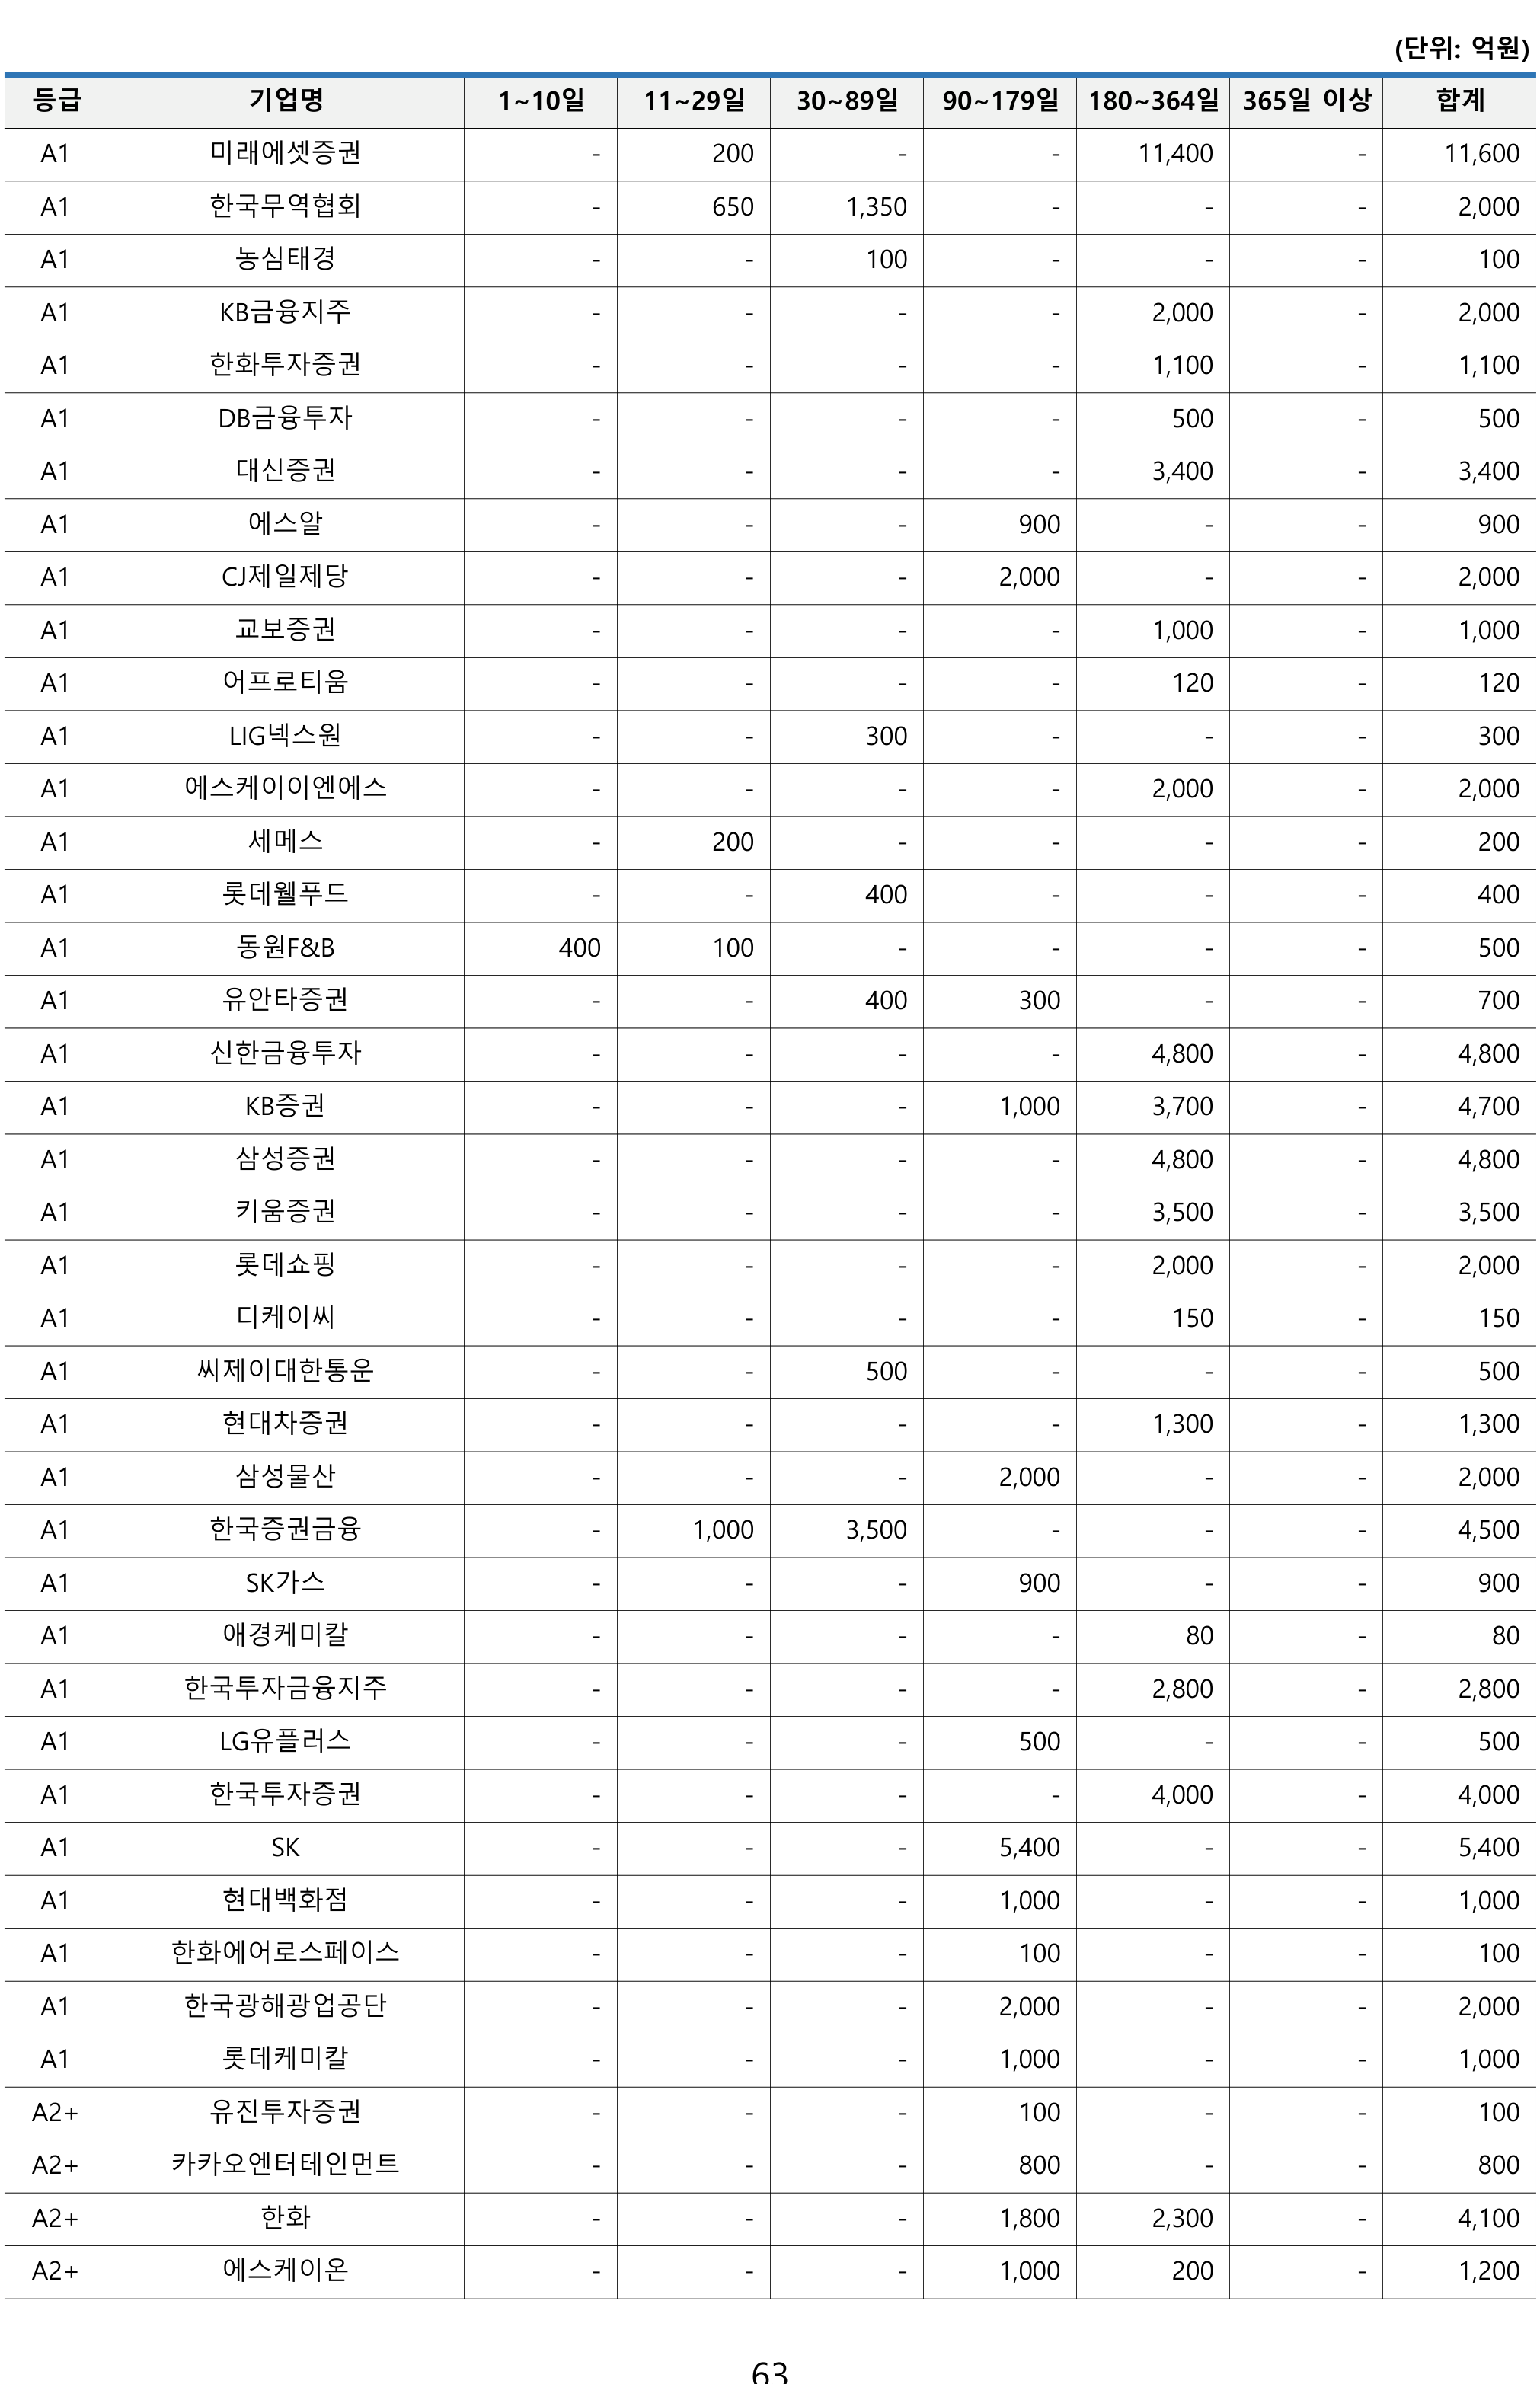 (단위: 억원)
등급 기업명 1~10일 11~29일 30~89일 90~179일 180~364일 365일 이상 합계
A1 미래에셋증권 - 200 - - 11,400 - 11,600
A1 한국무역협회 - 650 1,350 - - - 2,000
A1 농심태경 - - 100 - - - 100
A1 KB금융지주 - - - - 2,000 - 2,000
A1 한화투자증권 - - - - 1,100 - 1,100
A1 DB금융투자 - - - - 500 - 500
A1 대신증권 - - - - 3,400 - 3,400
A1 에스알 - - - 900 - - 900
A1 CJ제일제당 - - - 2,000 - - 2,000
A1 교보증권 - - - - 1,000 - 1,000
A1 어프로티움 - - - - 120 - 120
A1 LIG넥스원 - - 300 - - - 300
A1 에스케이이엔에스 - - - - 2,000 - 2,000
A1 세메스 - 200 - - - - 200
A1 롯데웰푸드 - - 400 - - - 400
A1 동원F&B 400 100 - - - - 500
A1 유안타증권 - - 400 300 - - 700
A1 신한금융투자 - - - - 4,800 - 4,800
A1 KB증권 - - - 1,000 3,700 - 4,700
A1 삼성증권 - - - - 4,800 - 4,800
A1 키움증권 - - - - 3,500 - 3,500
A1 롯데쇼핑 - - - - 2,000 - 2,000
A1 디케이씨 - - - - 150 - 150
A1 씨제이대한통운 - - 500 - - - 500
A1 현대차증권 - - - - 1,300 - 1,300
A1 삼성물산 - - - 2,000 - - 2,000
A1 한국증권금융 - 1,000 3,500 - - - 4,500
A1 SK가스 - - - 900 - - 900
A1 애경케미칼 - - - - 80 - 80
A1 한국투자금융지주 - - - - 2,800 - 2,800
A1 LG유플러스 - - - 500 - - 500
A1 한국투자증권 - - - - 4,000 - 4,000
A1 SK - - - 5,400 - - 5,400
A1 현대백화점 - - - 1,000 - - 1,000
A1 한화에어로스페이스 - - - 100 - - 100
A1 한국광해광업공단 - - - 2,000 - - 2,000
A1 롯데케미칼 - - - 1,000 - - 1,000
A2+ 유진투자증권 - - - 100 - - 100
A2+ 카카오엔터테인먼트 - - - 800 - - 800
A2+ 한화 - - - 1,800 2,300 - 4,100
A2+ 에스케이온 - - - 1,000 200 - 1,200
63